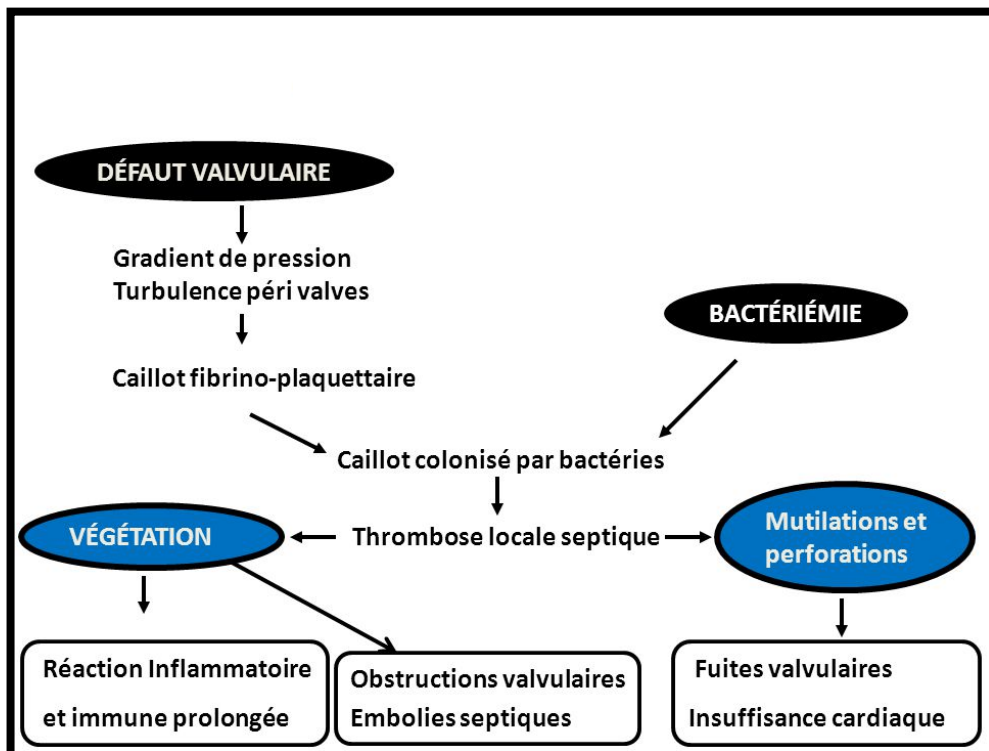 DÉFAUT VALVULAIRE
Gradient de pression
Turbulence péri valves
BACTÉRIÉMIE
Caillot fibrino-plaquettaire
Caillot colonisé par bactéries
VÉGÉTATION
Thrombose locale septique
Mutilations et
perforations
Réaction Inflammatoire
et immune prolongée
Obstructions valvulaires
Embolies septiques
Fuites valvulaires
Insuffisance cardiaque